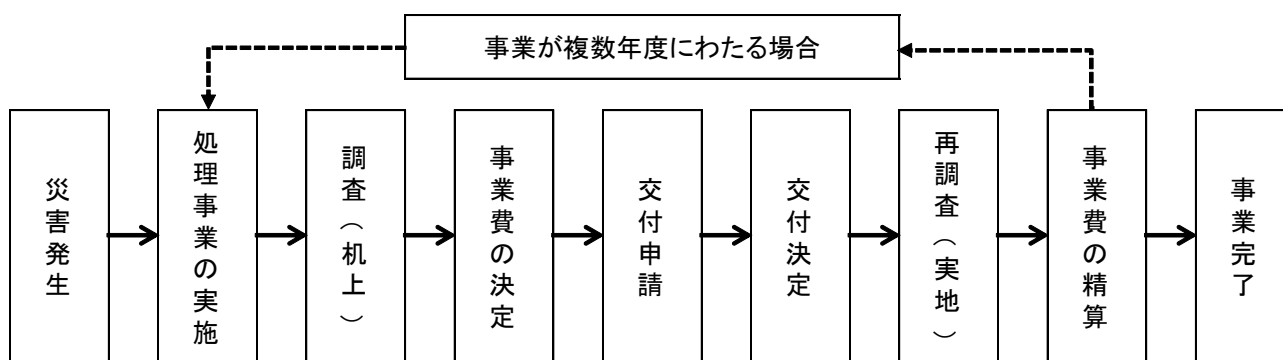 事業が複数年度にわたる場合
災害発生
処理事業の実施
調査（机上）
事業費の決定
交付申請
交付決定
再調査（実地）
事業費の精算
事業完了